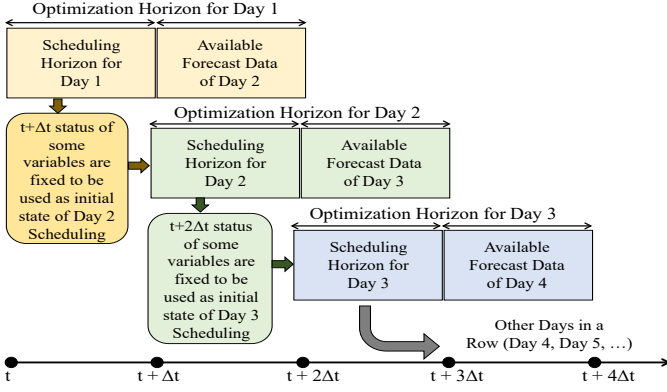 Optimization Horizon for Day 1
Scheduling
Horizon for
Day 1
Available
Forecast Data
of Day 2
t+Δt status of
some
variables are
fixed to be
used as initial
state of Day 2
Scheduling
Optimization Horizon for Day 2
Scheduling
Horizon for
Day 2
Available
Forecast Data
of Day 3
t+2Δt status
of some
variables are
fixed to be
used as initial
state of Day 3
Scheduling
Optimization Horizon for Day 3
Scheduling
Horizon for
Day 3
Available
Forecast Data
of Day 4
Other Days in a
Row (Day 4, Day 5, …)
t
t + Δt
t + 2Δt
t + 3Δt
t + 4Δt